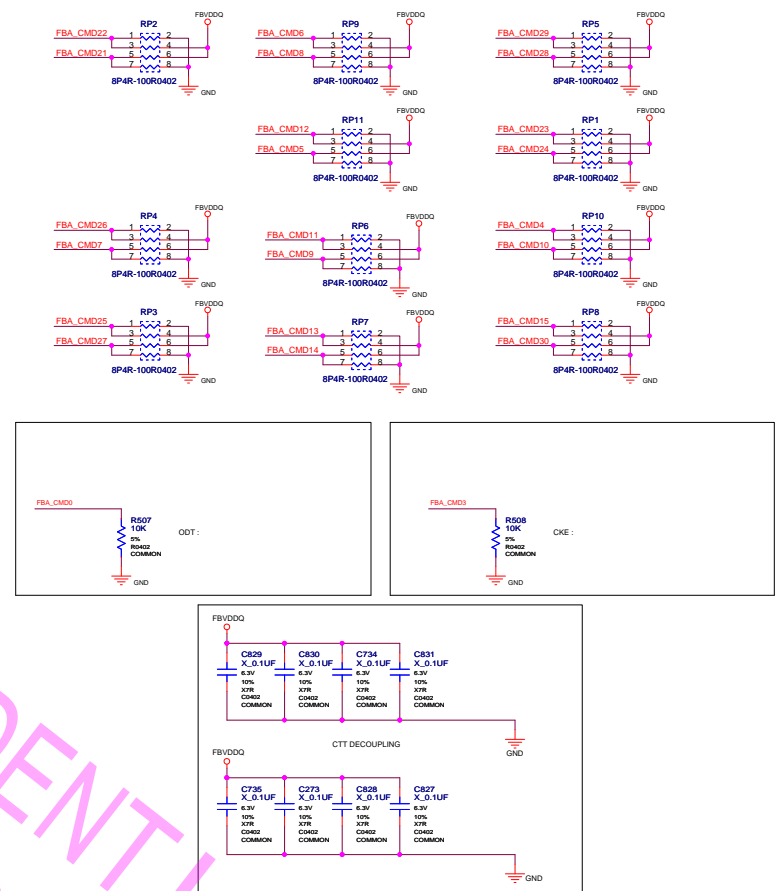 RP2 FBVDDQ RP9 FBVDDQ RP5 FBVDDQ
FBA_CMD22 1 2 FBA_CMD6 1 2 FBA_CMD29 1 2
3 4 3 4 3 4
FBA_CMD21 5 6 FBA_CMD8 5 6 FBA_CMD28 5 6
7 8 7 8 7 8
8P4R-100R0402 GND 8P4R-100R0402 GND 8P4R-100R0402 GND
RP11 FBVDDQ RP1 FBVDDQ
FBA_CMD12 1 2 FBA_CMD23 1 2
3 4 3 4
FBA_CMD5 5 6 FBA_CMD24 5 6
7 8 7 8
8P4R-100R0402 GND 8P4R-100R0402 GND
RP4 FBVDDQ RP6 FBVDDQ RP10 FBVDDQ
FBA_CMD26 1 2 FBA_CMD11 1 2 FBA_CMD4 1 2
3 4 3 4 3 4
FBA_CMD7 5 6 FBA_CMD9 5 6 FBA_CMD10 5 6
7 8 7 8 7 8
8P4R-100R0402 GND 8P4R-100R0402 GND 8P4R-100R0402 GND
RP3 FBVDDQ RP7 FBVDDQ RP8 FBVDDQ
FBA_CMD25 1 2 FBA_CMD13 1 2 FBA_CMD15 1 2
3 4 3 4 3 4
FBA_CMD27 5 6 FBA_CMD14 5 6 FBA_CMD30 5 6
7 8 7 8 7 8
8P4R-100R0402 GND 8P4R-100R0402 GND 8P4R-100R0402 GND
FBA_CMD0
R507
10K
5%
R0402
COMMON
ODT :
GND
FBA_CMD3
R508
10K
5%
R0402
COMMON
CKE :
GND
FBVDDQ
C829 C830 C734 C831
X_0.1UF X_0.1UF X_0.1UF X_0.1UF
6.3V 6.3V 6.3V 6.3V
10% 10% 10% 10%
X7R X7R X7R X7R
C0402 C0402 C0402 C0402
COMMON COMMON COMMON COMMON
CTT DECOUPLING
GND
FBVDDQ
C735 C273 C828 C827
X_0.1UF X_0.1UF X_0.1UF X_0.1UF
6.3V 6.3V 6.3V 6.3V
10% 10% 10% 10%
X7R X7R X7R X7R
C0402 C0402 C0402 C0402
COMMON COMMON COMMON COMMON
GND